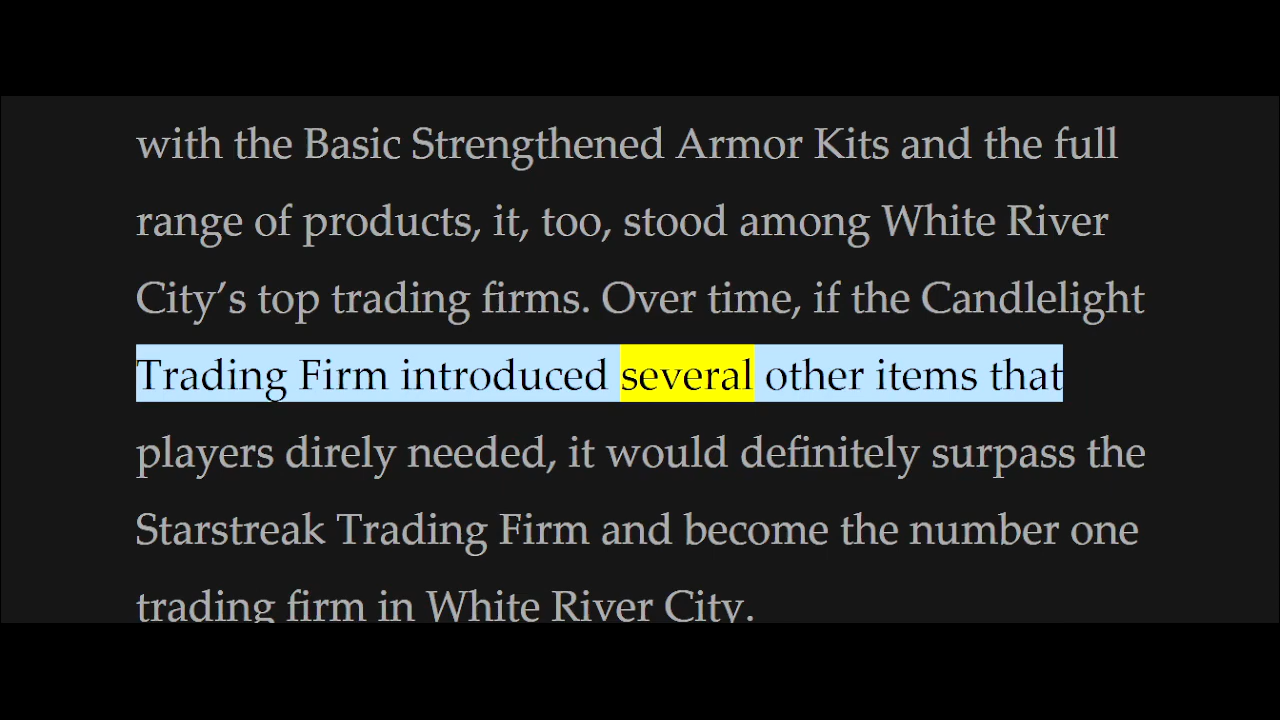 with the Basic Strengthened Armor Kits and the full
range of products, it, too, stood among White River
City’s top trading firms. Over time, if the Candlelight
Trading Firm introduced several other items that
players direly needed, it would definitely surpass the
Starstreak Trading Firm and become the number one
trading firm in White River City.